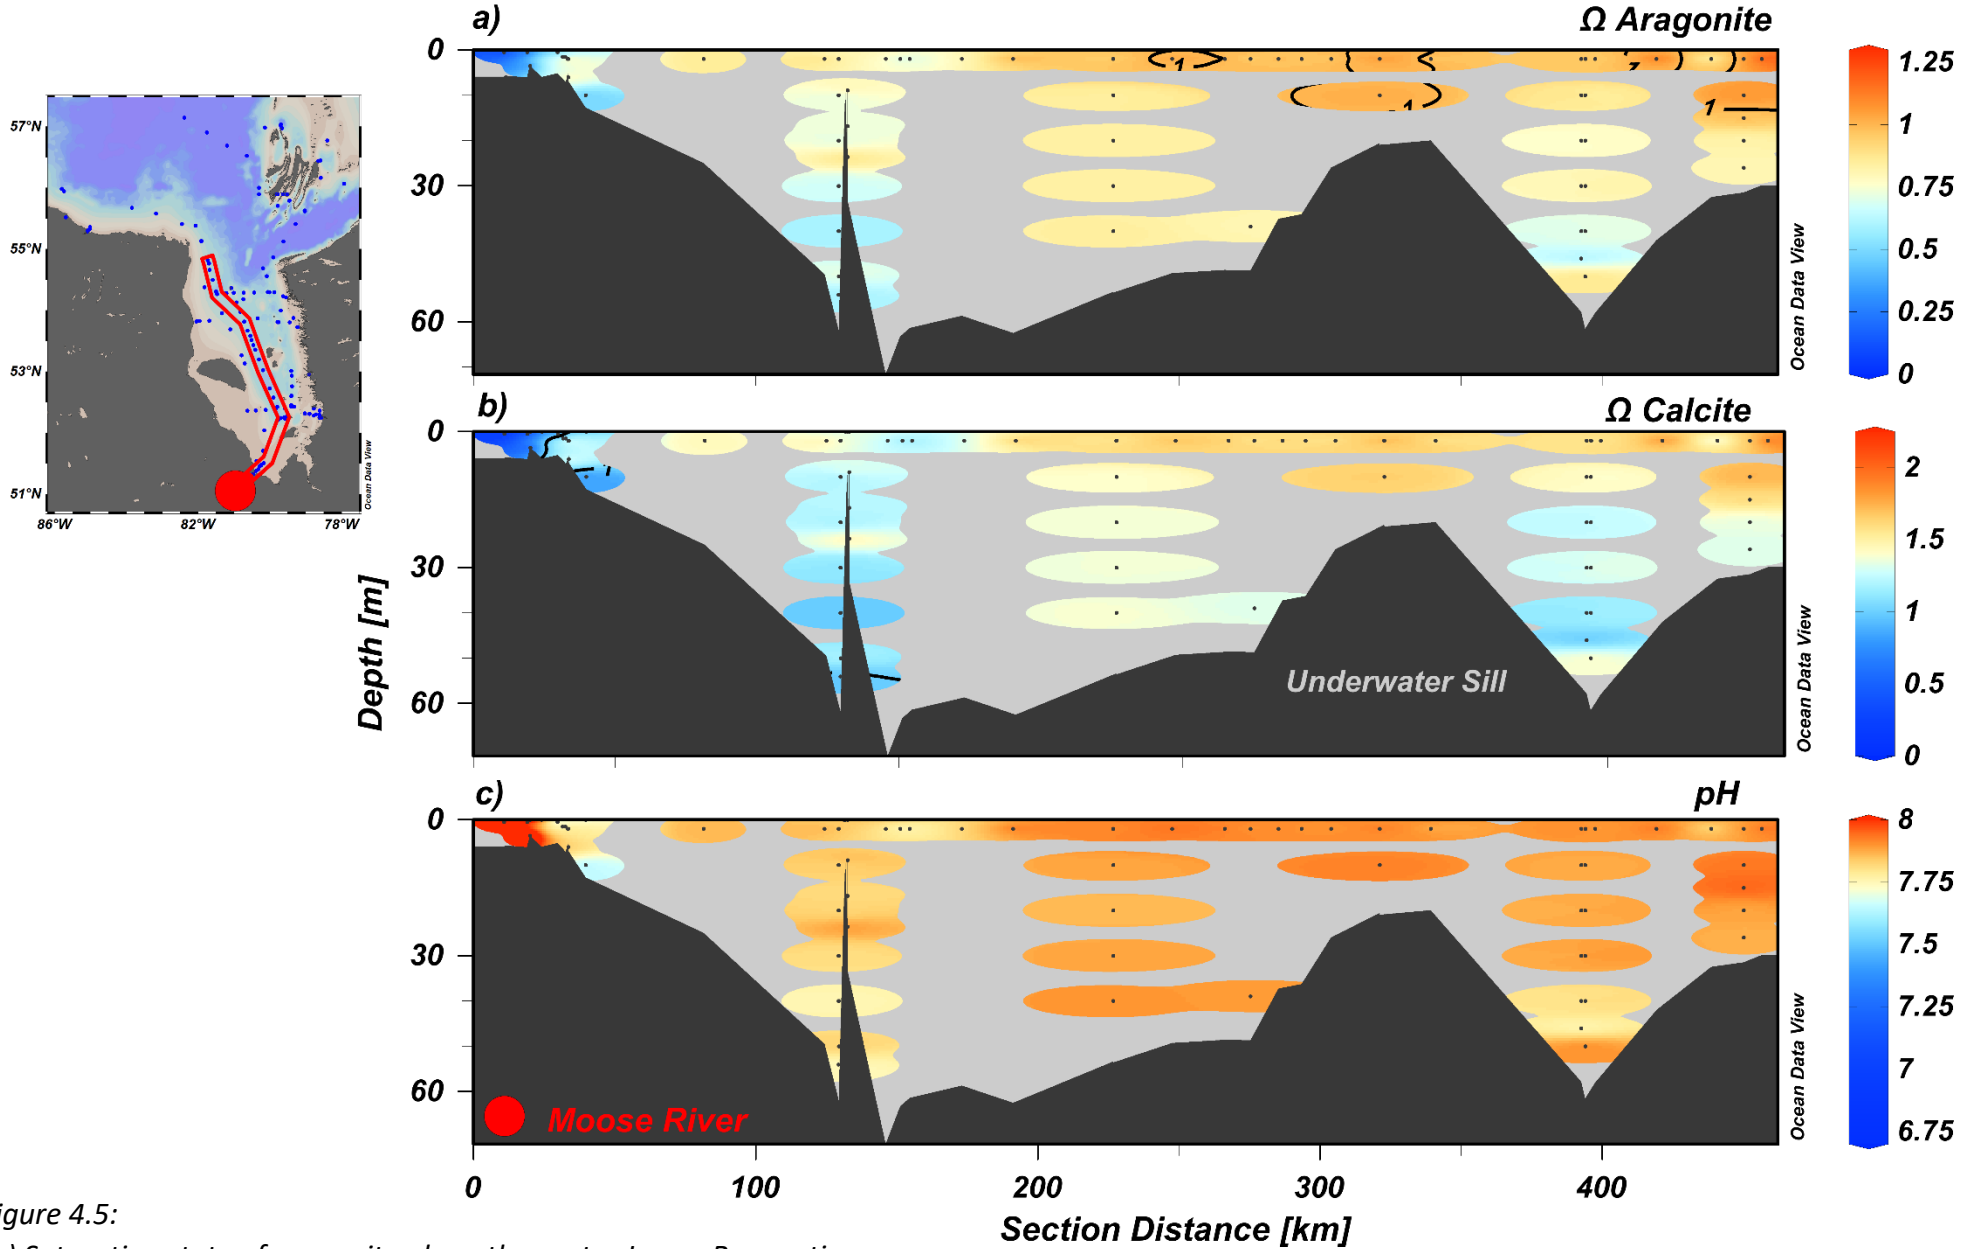 a)
Ω Aragonite
0
30
60
1
1
1
Ocean Data View
1.25
1
0.75
0.5
0.25
0
57°N
55°N
53°N
51°N
86°W
82°W
78°W
Ocean Data View
b)
Ω Calcite
0
30
60
1
Underwater Sill
Ocean Data View
2
1.5
1
0.5
0
Depth [m]
c)
pH
0
30
60
Moose River
Ocean Data View
8
7.75
7.5
7.25
7
6.75
0
100
200
300
400
Section Distance [km]
igure 4.5: